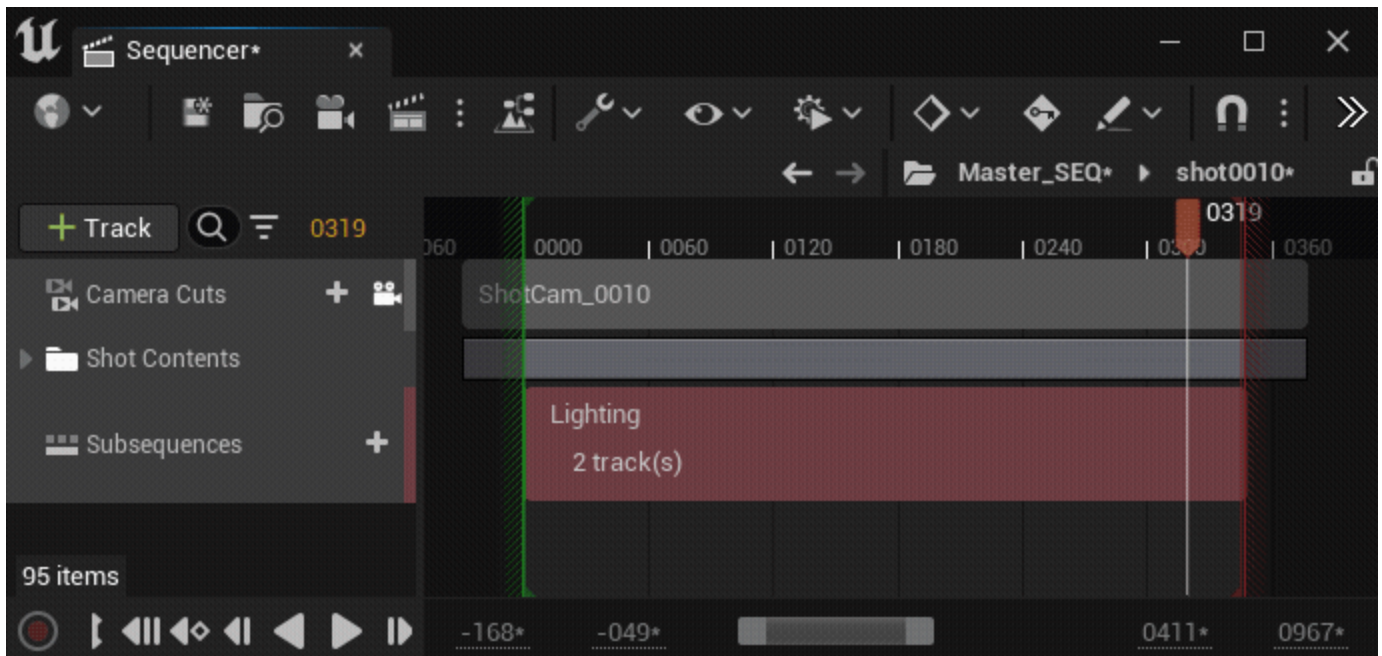 Sequencer*
Master_SEQ* shot0010*
Track 0319
0319
060 0000 0060 0120 0180 0240 0360
Camera Cuts
ShotCam_0010
Shot Contents
Lighting
Subsequences
2 track(s)
95 items
-168* -049* 0411* 0967*